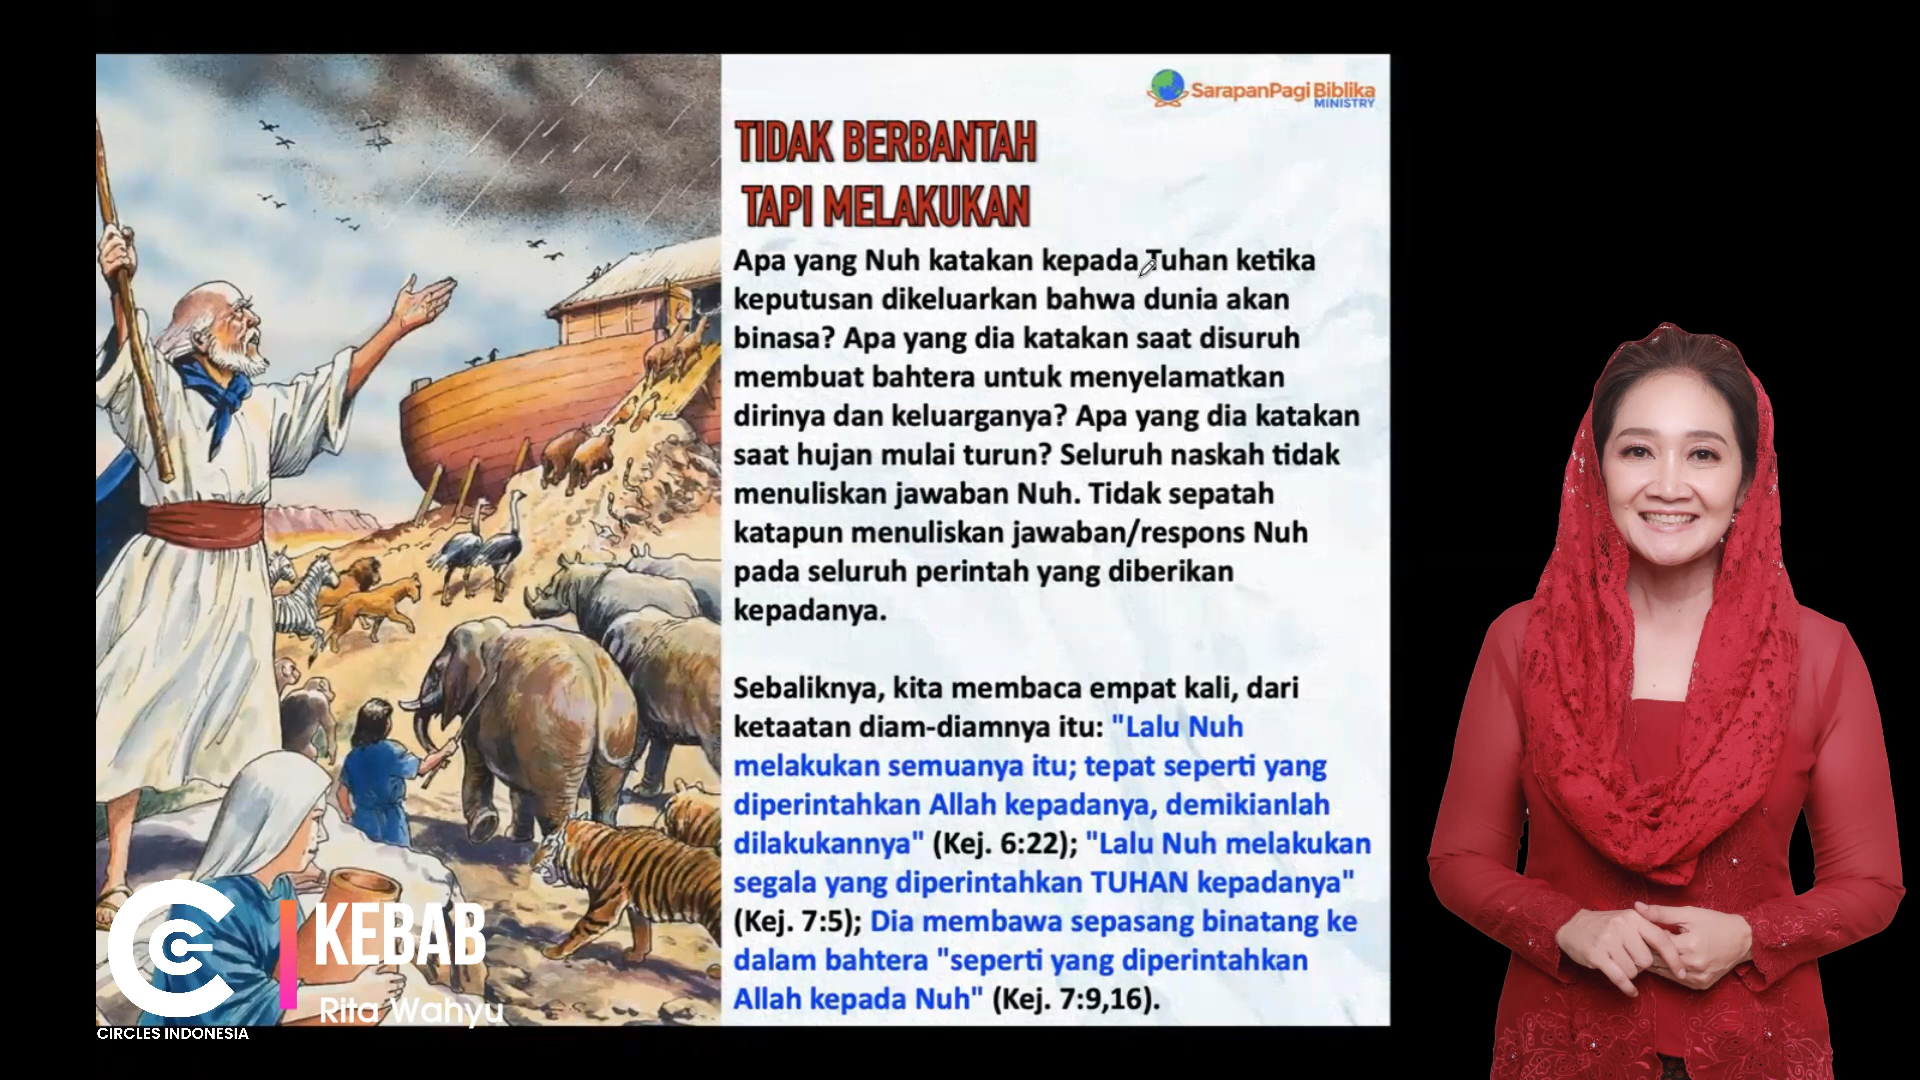 SarapanPagi Biblika
MINISTRY
TIDAK BERBANTAH
TAPI MELAKUKAN
Apa yang Nuh katakan kepada Tuhan ketika
keputusan dikeluarkan bahwa dunia akan
binasa? Apa yang dia katakan saat disuruh
membuat bahtera untuk menyelamatkan
dirinya dan keluarganya? Apa yang dia katakan
saat hujan mulai turun? Seluruh naskah tidak
menuliskan jawaban Nuh. Tidak sepatah
katapun menuliskan jawaban/respons Nuh
pada seluruh perintah yang diberikan
kepadanya.
Sebaliknya, kita membaca empat kali, dari
ketaatan diam-diamnya itu: "Lalu Nuh
melakukan semuanya itu; tepat seperti yang
diperintahkan Allah kepadanya, demikianlah
dilakukannya" (Kej. 6:22); "Lalu Nuh melakukan
segala yang diperintahkan TUHAN kepadanya"
(Kej. 7:5); Dia membawa sepasang binatang ke
dalam bahtera "seperti yang diperintahkan
Allah kepada Nuh" (Kej. 7:9,16).
KEBAB
Rita Wahyu
CIRCLES INDONESIA